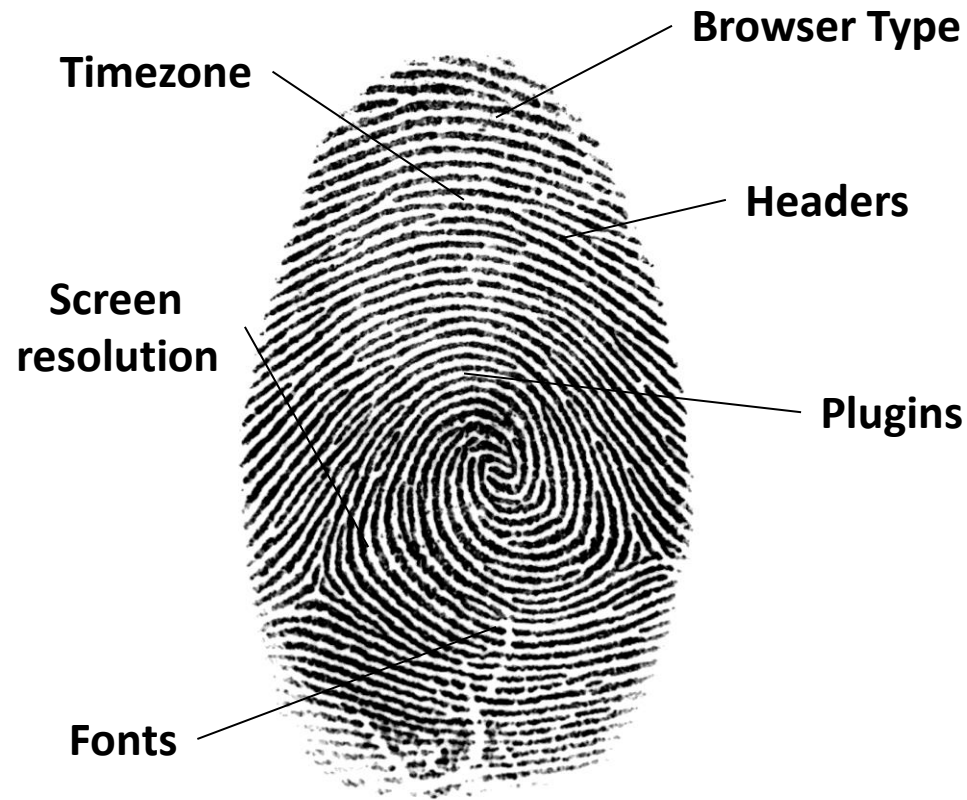 Browser Type
Timezone
Headers
Screen
resolution
Plugins
Fonts